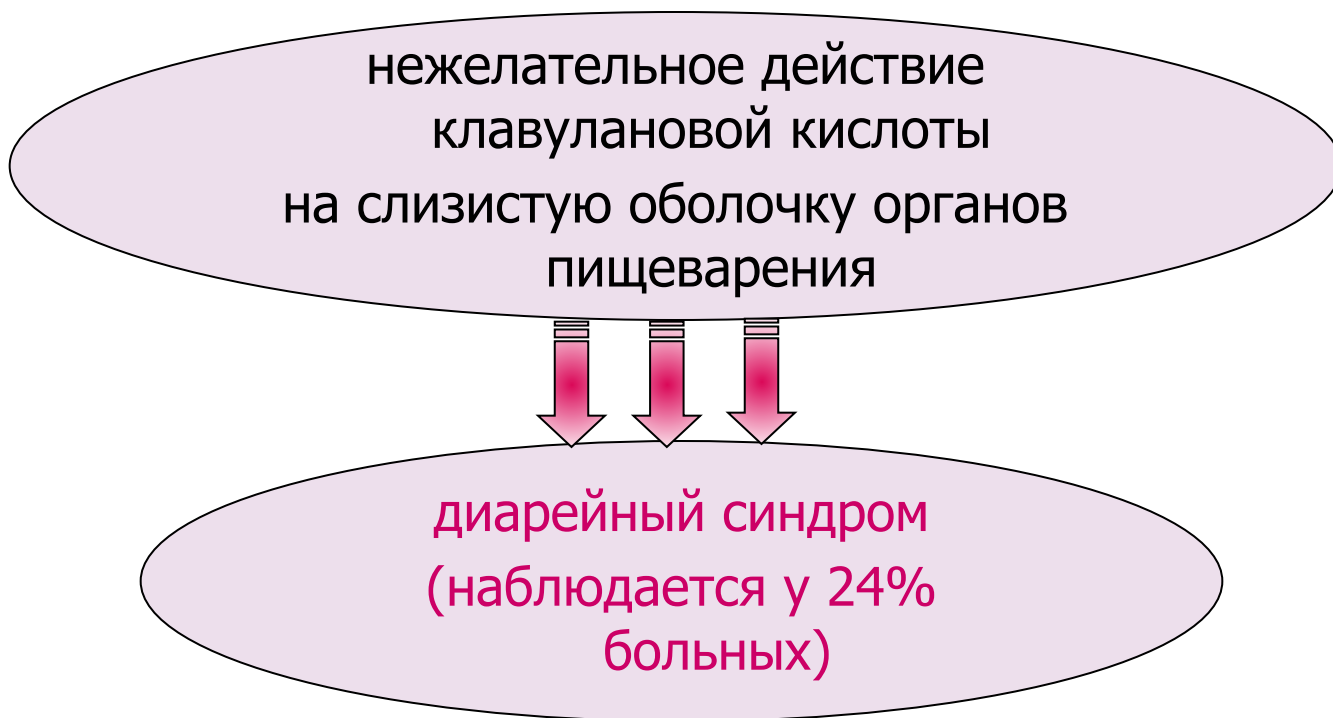 нежелательное действие
клавулановой кислоты
на слизистую оболочку органов
пищеварения
диарейный синдром
(наблюдается у 24%
больных)